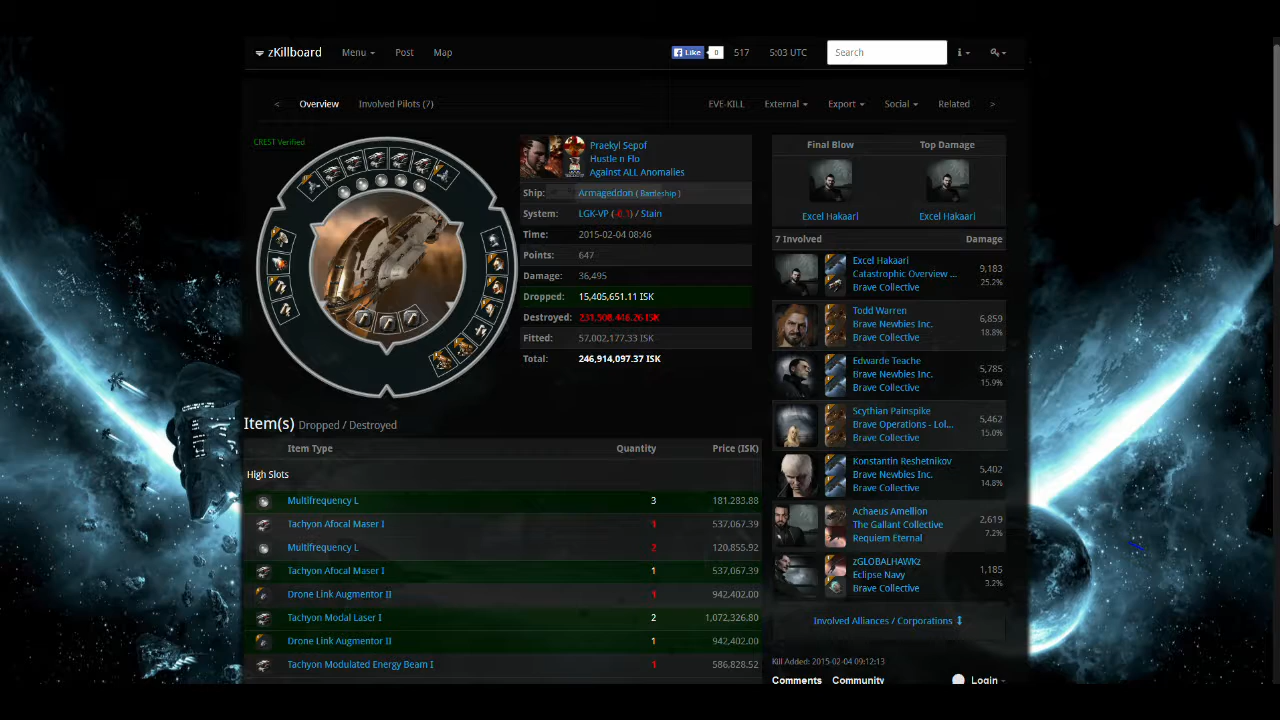 zKillboard Menu Post Map Like 0 517 5:03 UTC Search
< Overview Involved Pilots (7) EVE-KILL External Export Social Related >
CREST Verified
Praekyl Sepof
Hustle n Flo
Against ALL Anomalies
Ship: Armageddon ( Battleship )
System: LGK-VP (-0.1) / Stain
Time: 2015-02-04 08:46
Points: 647
Damage: 36,495
Dropped: 15,405,651.11 ISK
Destroyed: 231,508,446.26 ISK
Fitted: 57,002,177.33 ISK
Total: 246,914,097.37 ISK
Final Blow Top Damage
Excel Hakaari Excel Hakaari
7 Involved Damage
Excel Hakaari 9,183
Catastrophic Overview ... 25.2%
Brave Collective
Todd Warren 6,859
Brave Newbies Inc. 18.8%
Brave Collective
Edwarde Teache 5,785
Brave Newbies Inc. 15.9%
Brave Collective
Scythian Painspike 5,462
Brave Operations - Lol... 15.0%
Brave Collective
Konstantin Reshetnikov 5,402
Brave Newbies Inc. 14.8%
Brave Collective
Achaeus Amellion 2,619
The Gallant Collective 7.2%
Requiem Eternal
zGLOBALHAWKz 1,185
Eclipse Navy 3.2%
Brave Collective
Involved Alliances / Corporations
Kill Added: 2015-02-04 09:12:13
Comments Community Login
Item(s) Dropped / Destroyed
Item Type Quantity Price (ISK)
High Slots
Multifrequency L 3 181,283.88
Tachyon Afocal Maser I 1 537,067.39
Multifrequency L 2 120,855.92
Tachyon Afocal Maser I 1 537,067.39
Drone Link Augmentor II 1 942,402.00
Tachyon Modal Laser I 2 1,072,326.80
Drone Link Augmentor II 1 942,402.00
Tachyon Modulated Energy Beam I 1 586,828.52